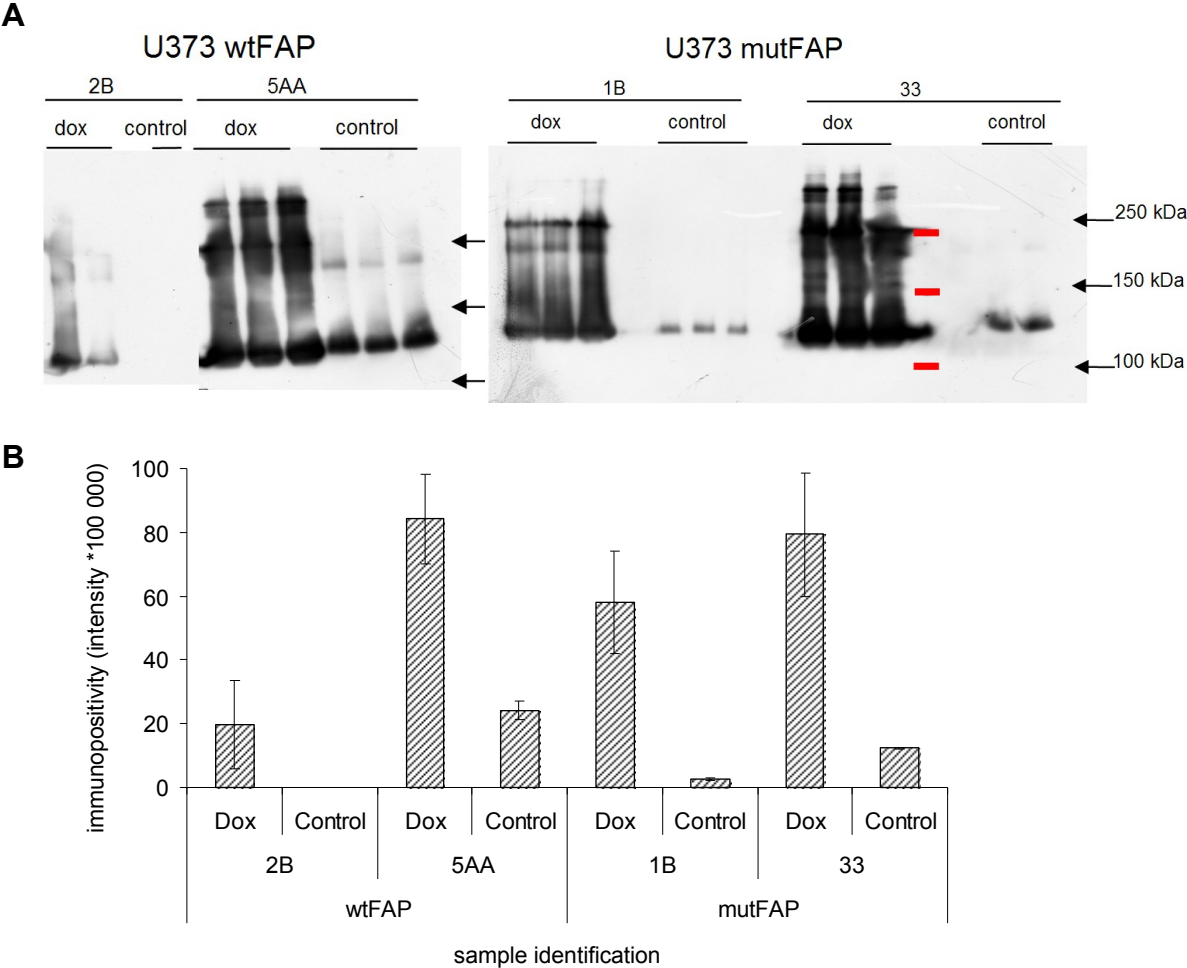 A
U373 wtFAP
U373 mutFAP
2B
5AA
1B
33
dox
control
dox
control
dox
control
dox
control
250 kDa
150 kDa
100 kDa
B
immunopositivity (intensity *100 000)
100
80
60
40
20
0
Dox
Control
Dox
Control
Dox
Control
Dox
Control
2B
5AA
1B
33
wtFAP
mutFAP
sample identification